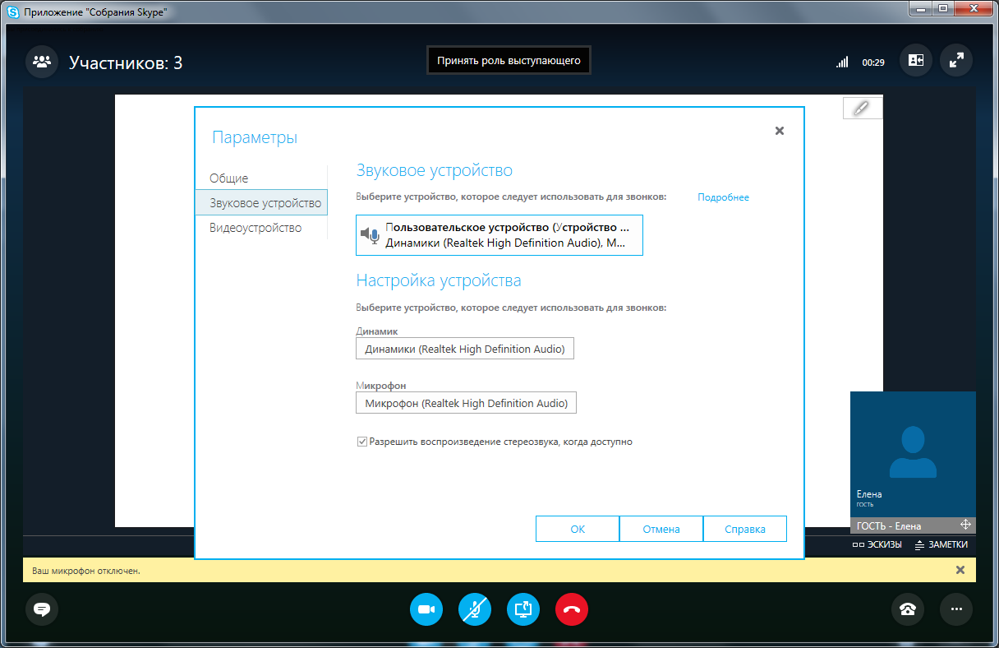 Приложение "Собрания Skype"
Участников: 3
Принять роль выступающего
00:29
Параметры
Общие
Звуковое устройство
Видеоустройство
Звуковое устройство
Выберите устройство, которое следует использовать для звонков:
Подробнее
Пользовательское устройство (Устройство ...
Динамики (Realtek High Definition Audio), М...
Настройка устройства
Выберите устройство, которое следует использовать для звонков:
Динамик
Динамики (Realtek High Definition Audio)
Микрофон
Микрофон (Realtek High Definition Audio)
Разрешить воспроизведение стереозвука, когда доступно
ОК
Отмена
Справка
Елена
гость
ГОСТЬ - Елена
ЭСКИЗЫ
ЗАМЕТКИ
Ваш микрофон отключен.